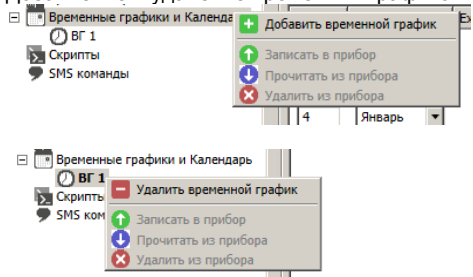 Временные графики и Календа
Добавить временной график
ВГ 1
Скрипты
Записать в прибор
SMS команды
Прочитать из прибора
Удалить из прибора
4 Январь
Временные графики и Календарь
ВГ 1
Удалить временной график
Скрипты
SMS ком
Записать в прибор
Прочитать из прибора
Удалить из прибора